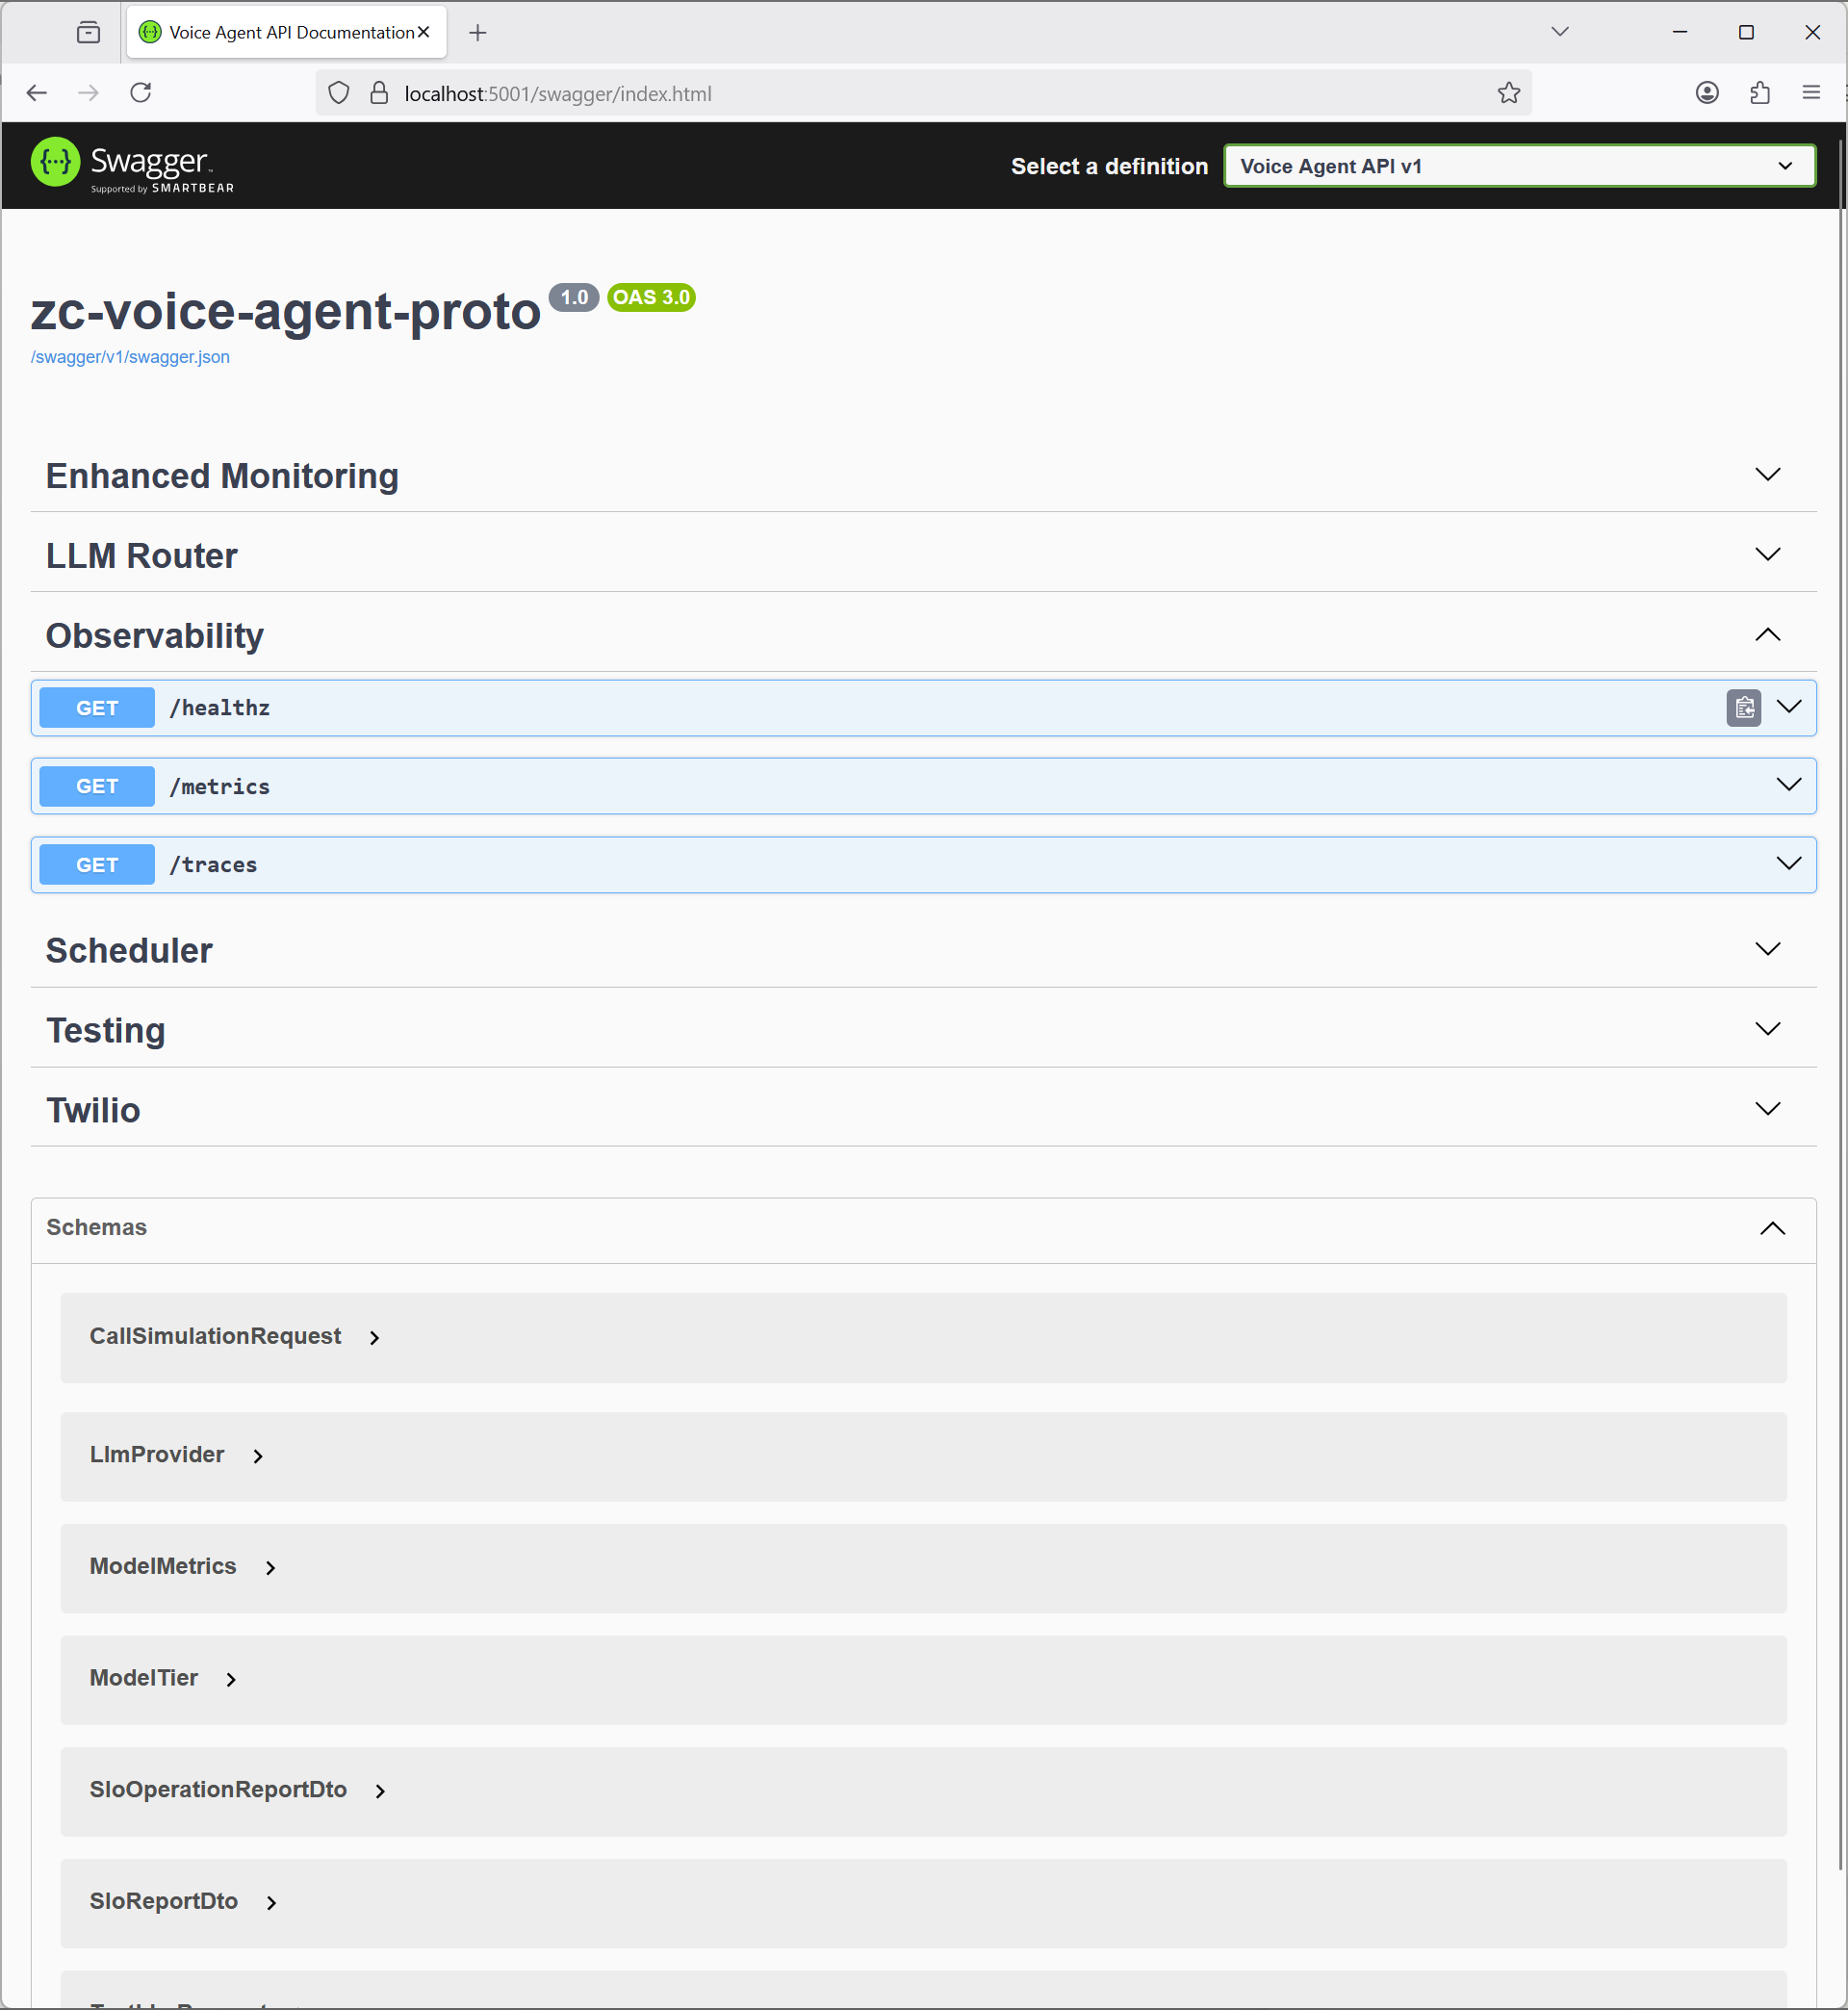 Voice Agent API Documentation
localhost:5001/swagger/index.html
Swagger
Supported by SMARTBEAR
Select a definition
Voice Agent API v1
zc-voice-agent-proto 1.0 OAS 3.0
/swagger/v1/swagger.json
Enhanced Monitoring
LLM Router
Observability
GET /healthz
GET /metrics
GET /traces
Scheduler
Testing
Twilio
Schemas
CallSimulationRequest
LlmProvider
ModelMetrics
ModelTier
SloOperationReportDto
SloReportDto